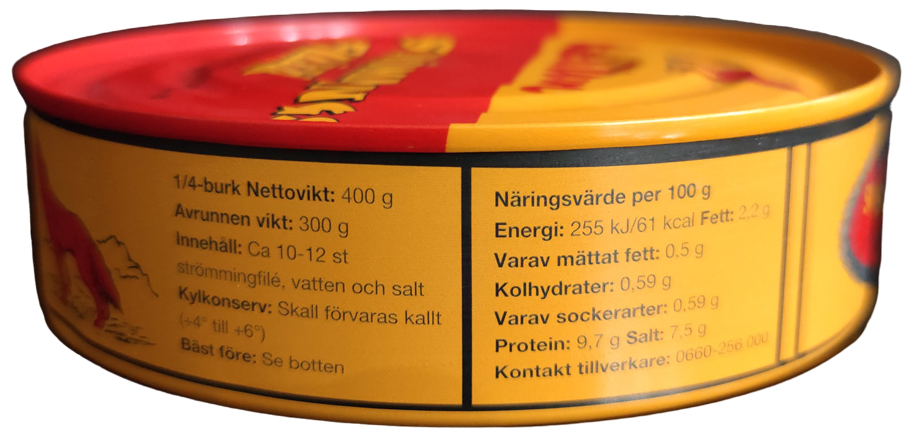 1/4-burk Nettovikt: 400 g
Avrunnen vikt: 300 g
Innehåll: Ca 10-12 st
strömmingfilé, vatten och salt
Kylkonserv: Skall förvaras kallt
(+4° till +6°)
Bäst före: Se botten
Näringsvärde per 100 g
Energi: 255 kJ/61 kcal Fett: 2,2 g
Varav mättat fett: 0,5 g
Kolhydrater: 0,59 g
Varav sockerarter: 0,59 g
Protein: 9,7 g Salt: 7,5 g
Kontakt tillverkare: 0660-256 000